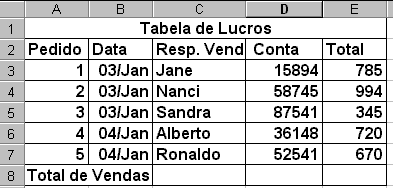 A B C D E
1 Tabela de Lucros
2 Pedido Data Resp. Vend Conta Total
3 1 03/Jan Jane 15894 785
4 2 03/Jan Nanci 58745 994
5 3 03/Jan Sandra 87541 345
6 4 04/Jan Alberto 36148 720
7 5 04/Jan Ronaldo 52541 670
8 Total de Vendas